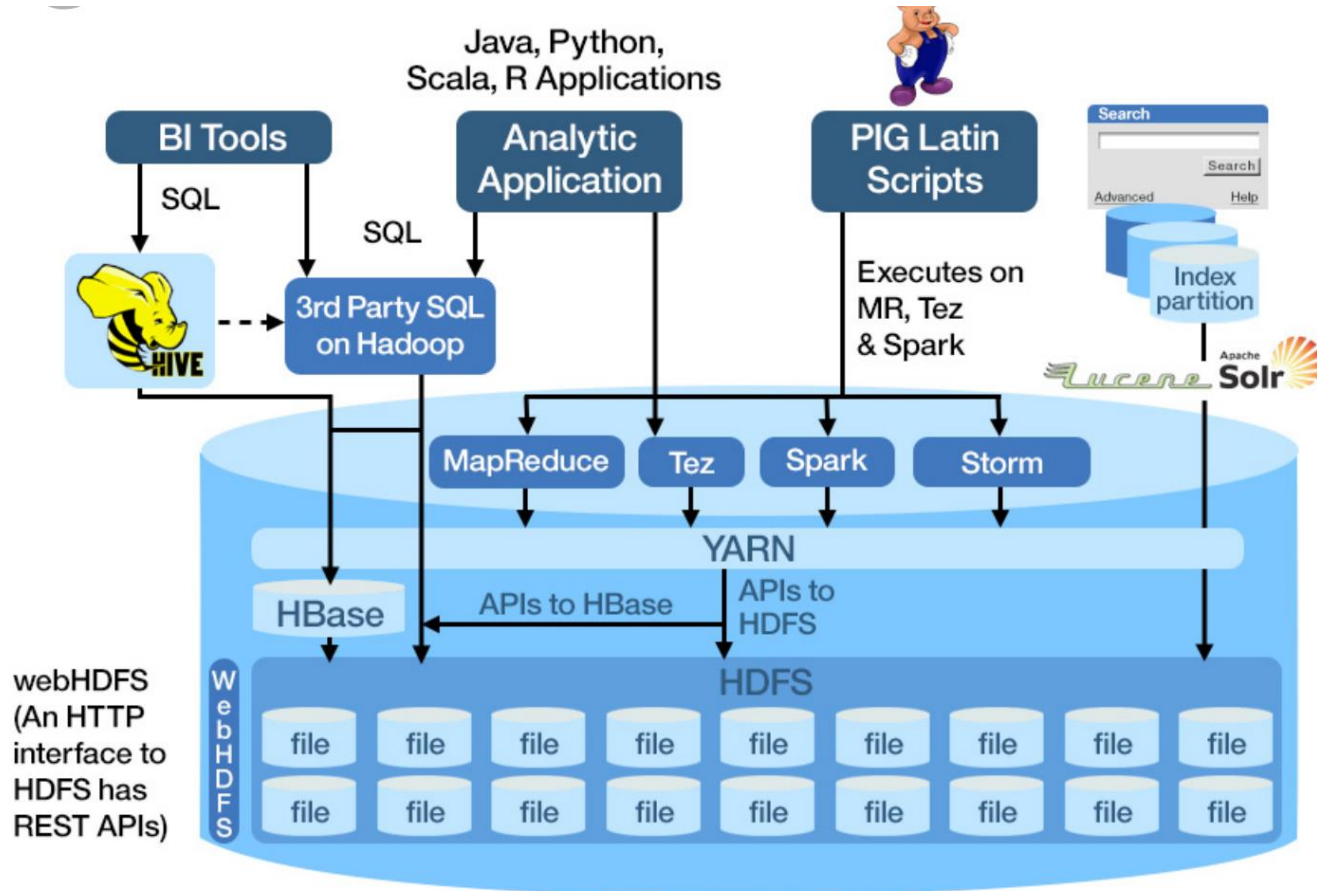 Java, Python,
Scala, R Applications
BI Tools
Analytic
Application
PIG Latin
Scripts
Search
Search
Advanced
Help
SQL
SQL
HIVE
3rd Party SQL
on Hadoop
Executes on
MR, Tez
& Spark
Index
partition
Lucene
Apache
Solr
MapReduce
Tez
Spark
Storm
YARN
HBase
APIs to HBase
APIs to
HDFS
webHDFS
(An HTTP
interface to
HDFS has
REST APIs)
WebHDFS
HDFS
file file file file file file file file file
file file file file file file file file file